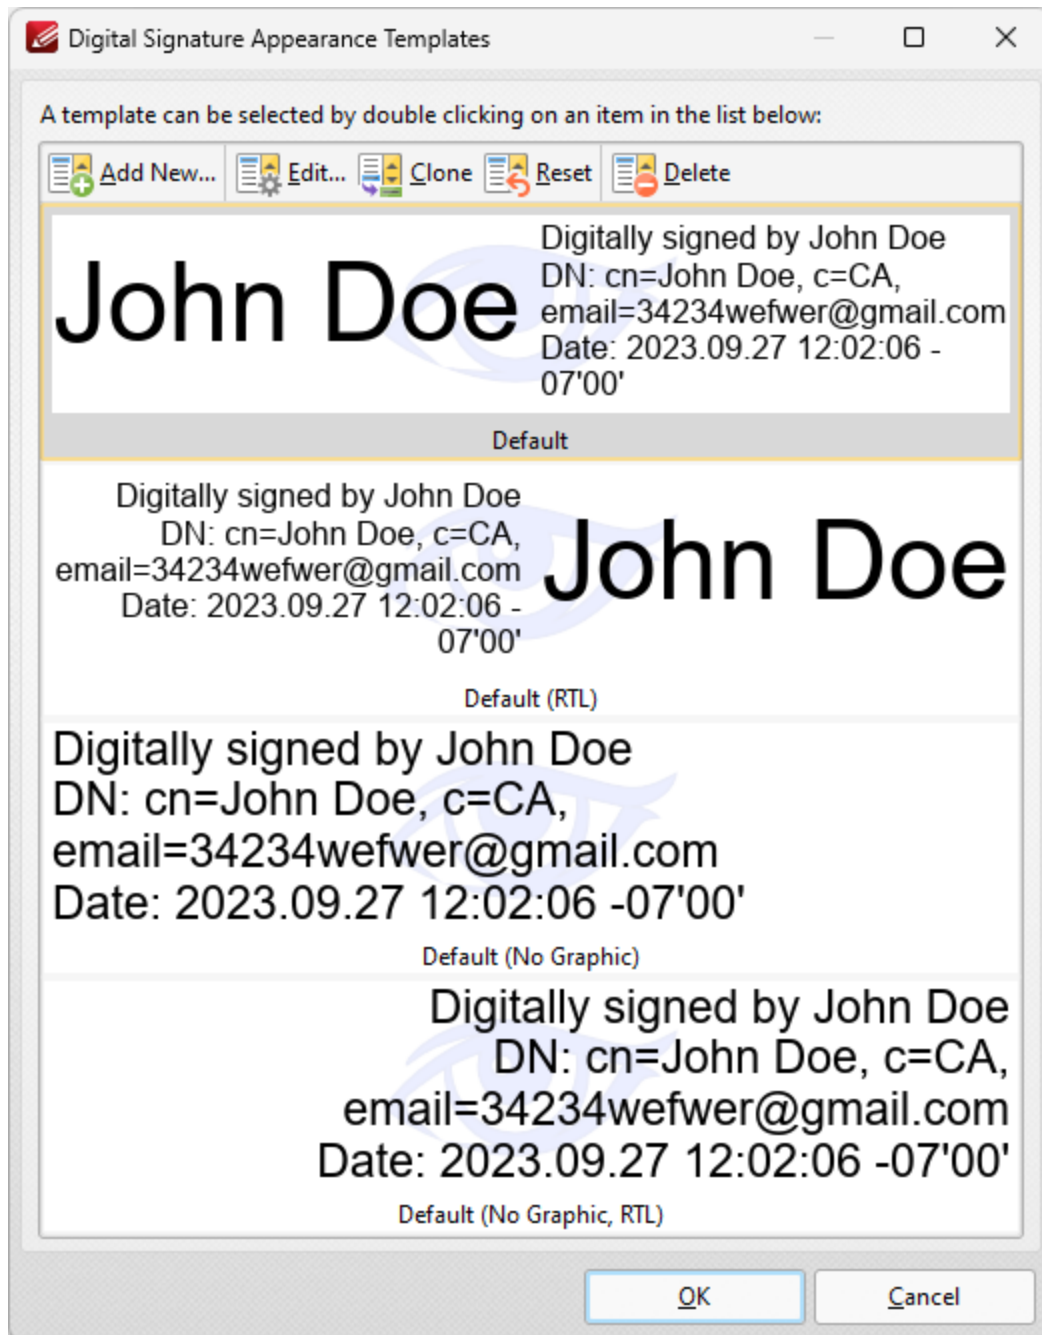 Digital Signature Appearance Templates
A template can be selected by double clicking on an item in the list below:
Add New... Edit... Clone Reset Delete
John Doe
Digitally signed by John Doe
DN: cn=John Doe, c=CA,
email=34234wefwer@gmail.com
Date: 2023.09.27 12:02:06 -
07'00'
Default
Digitally signed by John Doe
DN: cn=John Doe, c=CA,
email=34234wefwer@gmail.com
Date: 2023.09.27 12:02:06 -
07'00'
John Doe
Default (RTL)
Digitally signed by John Doe
DN: cn=John Doe, c=CA,
email=34234wefwer@gmail.com
Date: 2023.09.27 12:02:06 -07'00'
Default (No Graphic)
Digitally signed by John Doe
DN: cn=John Doe, c=CA,
email=34234wefwer@gmail.com
Date: 2023.09.27 12:02:06 -07'00'
Default (No Graphic, RTL)
OK Cancel